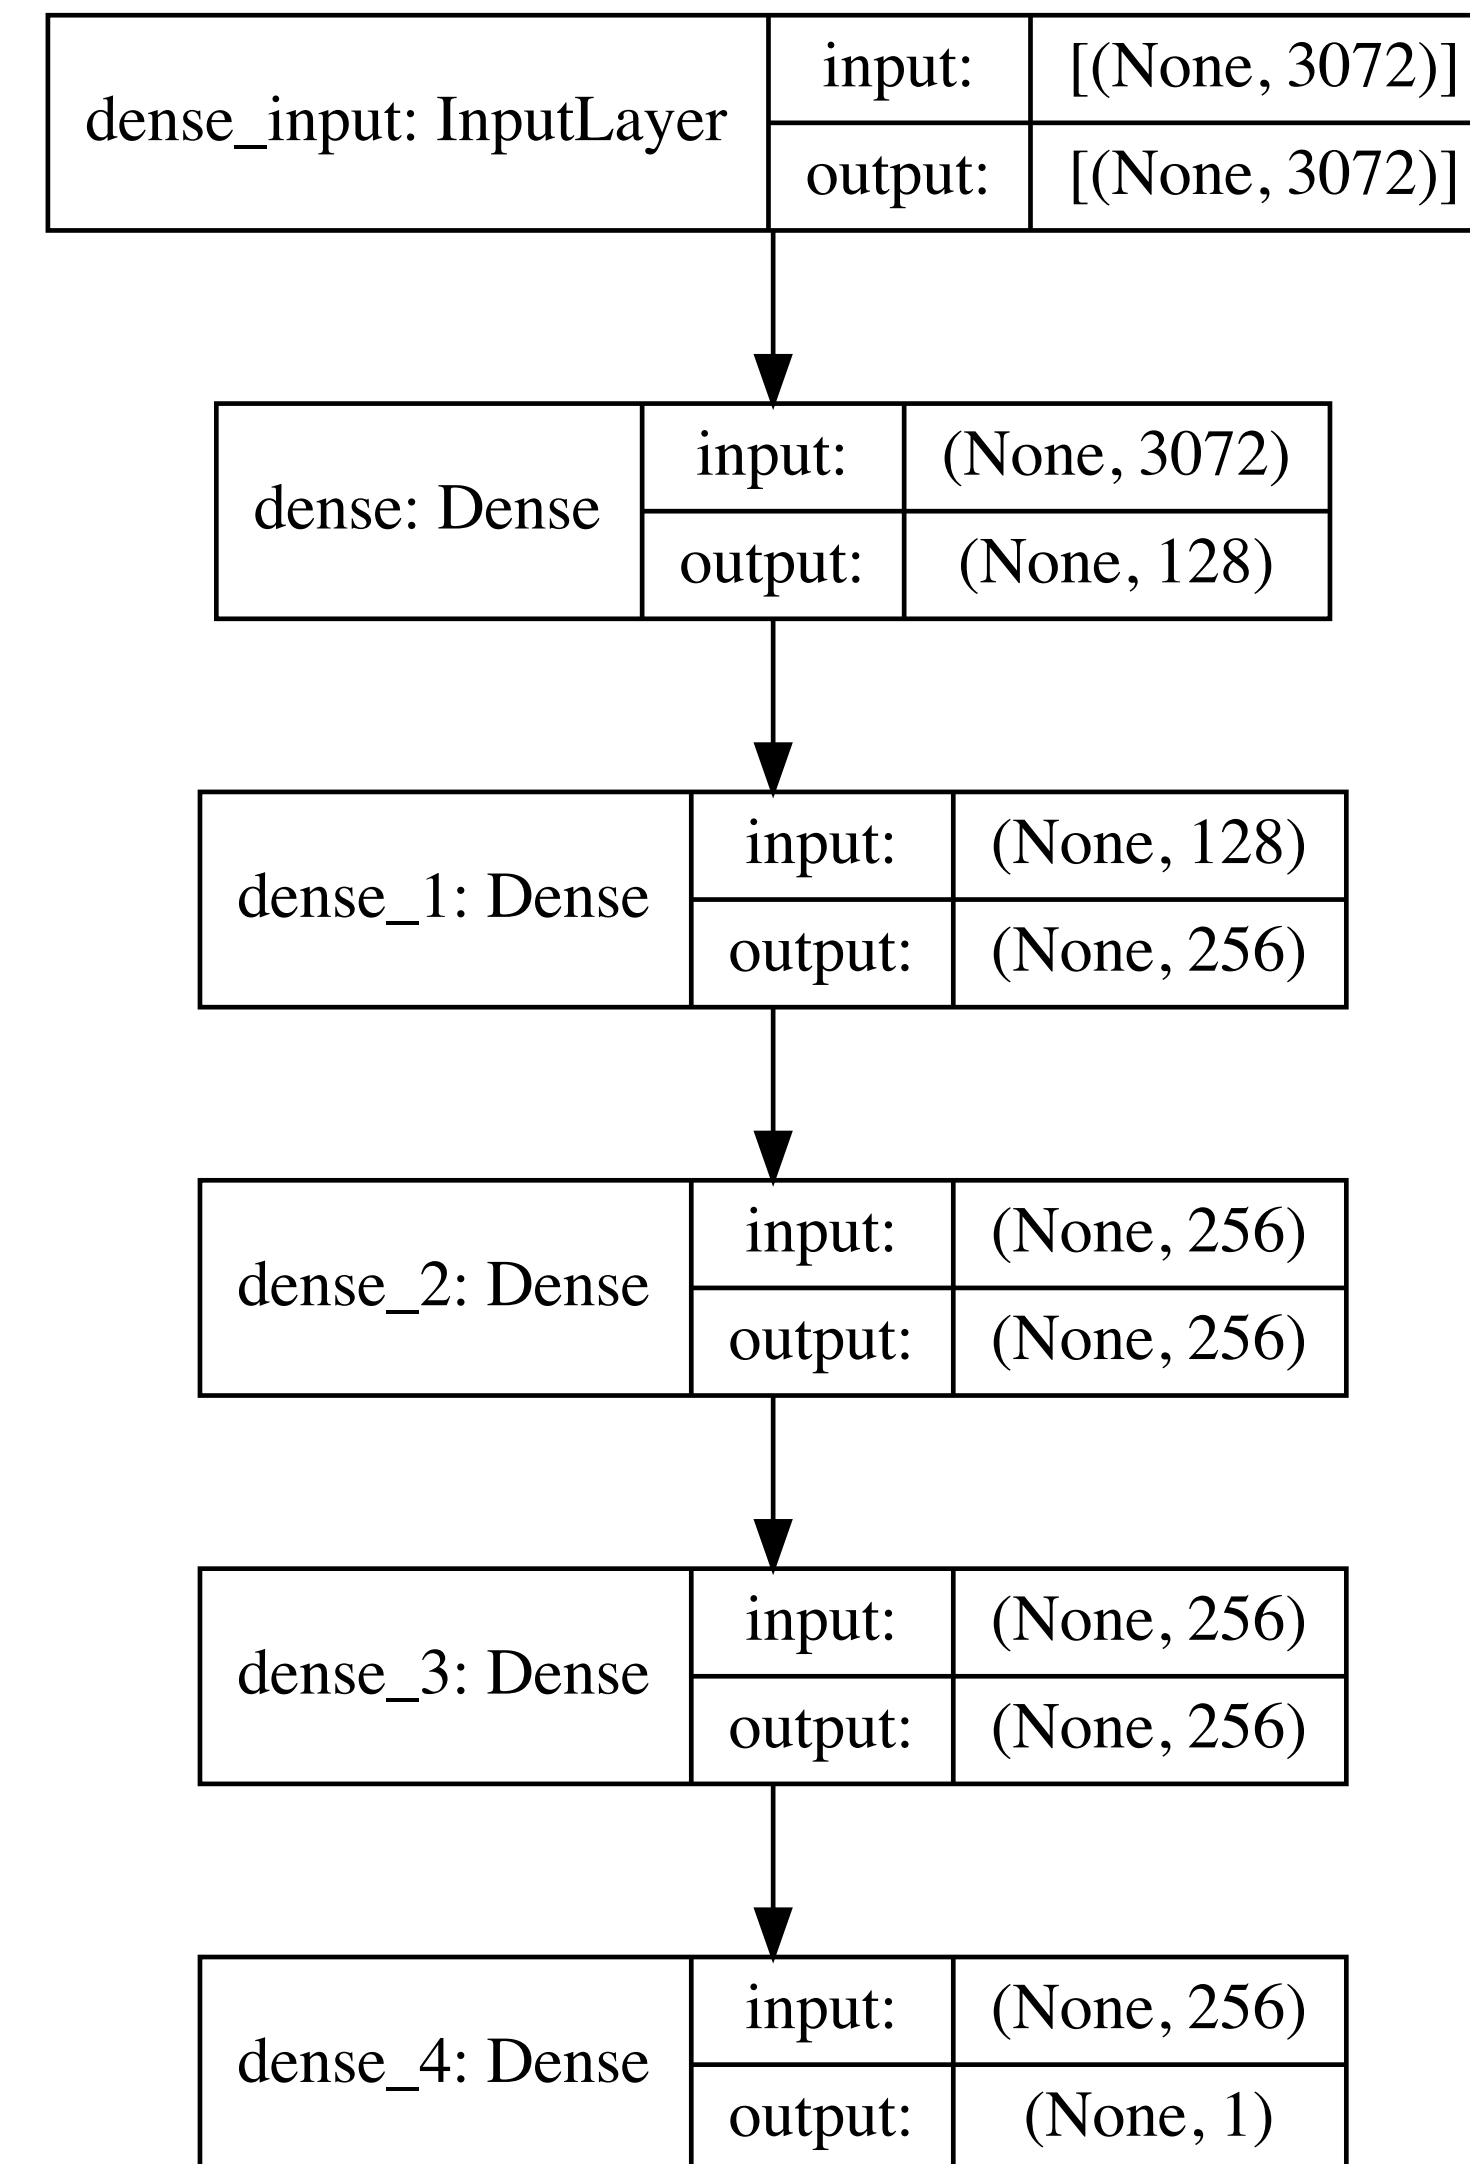 dense_input: InputLayer
input:
[(None, 3072)]
output:
[(None, 3072)]
dense: Dense
input:
(None, 3072)
output:
(None, 128)
dense_1: Dense
input:
(None, 128)
output:
(None, 256)
dense_2: Dense
input:
(None, 256)
output:
(None, 256)
dense_3: Dense
input:
(None, 256)
output:
(None, 256)
dense_4: Dense
input:
(None, 256)
output:
(None, 1)